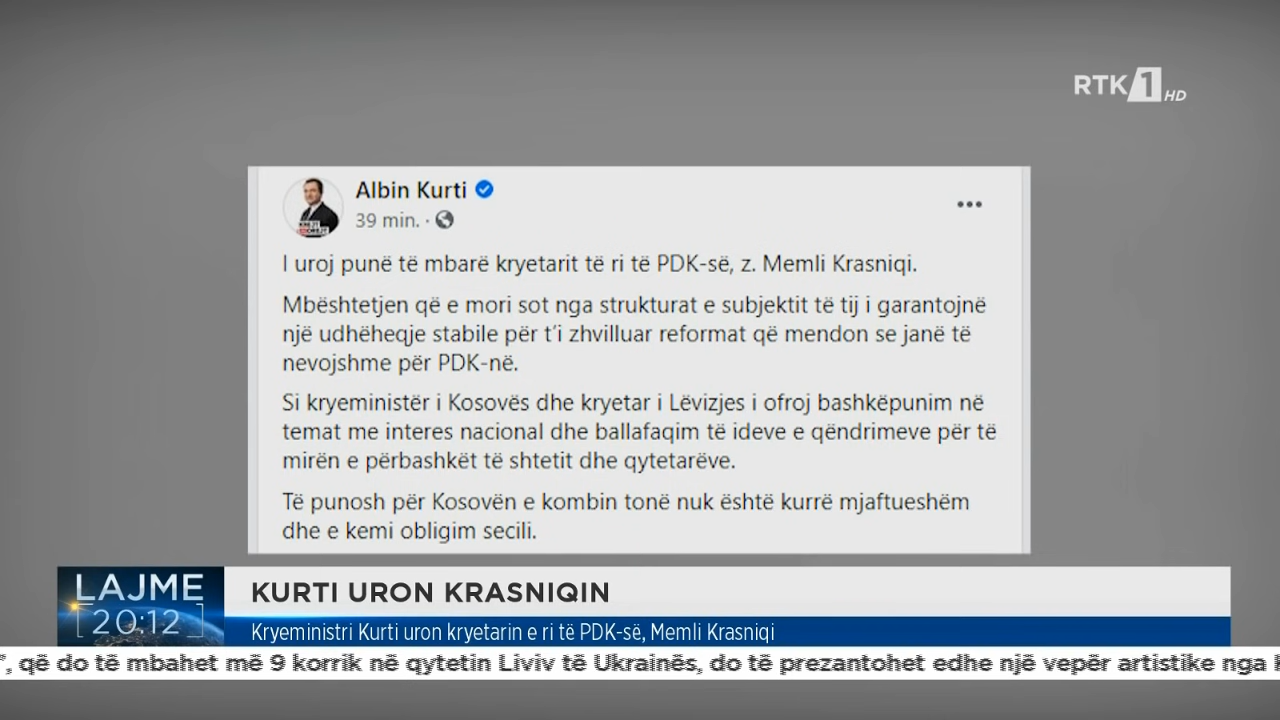 RTK 1 HD
Albin Kurti
39 min. ·
I uroj punë të mbarë kryetarit të ri të PDK-së, z. Memli Krasniqi.
Mbështetjen që e mori sot nga strukturat e subjektit të tij i garantojnë
një udhëheqje stabile për t'i zhvilluar reformat që mendon se janë të
nevojshme për PDK-në.
Si kryeministër i Kosovës dhe kryetar i Lëvizjes i ofroj bashkëpunim në
temat me interes nacional dhe ballafaqim të ideve e qëndrimeve për të
mirën e përbashkët të shtetit dhe qytetarëve.
Të punosh për Kosovën e kombin tonë nuk është kurrë mjaftueshëm
dhe e kemi obligim secili.
LAJME
20:12
KURTI URON KRASNIQIN
Kryeministri Kurti uron kryetarin e ri të PDK-së, Memli Krasniqi
", që do të mbahet më 9 korrik në qytetin Liviv të Ukrainës, do të prezantohet edhe një vepër artistike nga